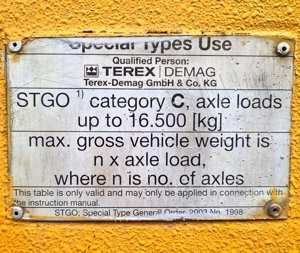 Special Types Use
Qualified Person:
TEREX | DEMAG
Terex-Demag GmbH & Co. KG
STGO 1) category C, axle loads
up to 16.500 [kg]
max. gross vehicle weight is
n x axle load,
where n is no. of axles
This table is only valid and may only be applied in connection with
the instruction manual.
STGO; Special Type General Order 2003 No. 1998